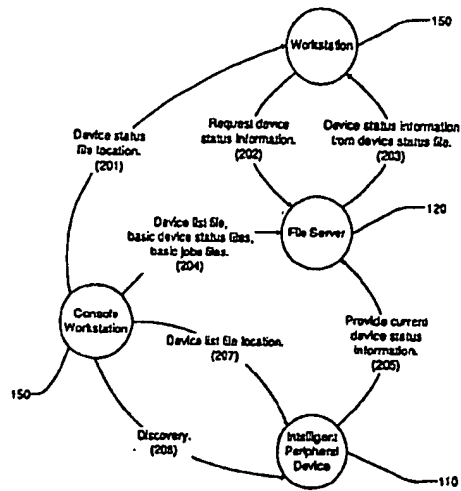 150
Workstation
Device status
file location.
(201)
Request device
status information.
(202)
Device status information
from device status file.
(203)
120
Device list file,
basic device status files,
basic jobs files.
(204)
File Server
Console
Workstation
Device list file location.
(207)
Provide current
device status
information.
(205)
150
Discovery.
(206)
Intelligent
Peripheral
Device
110